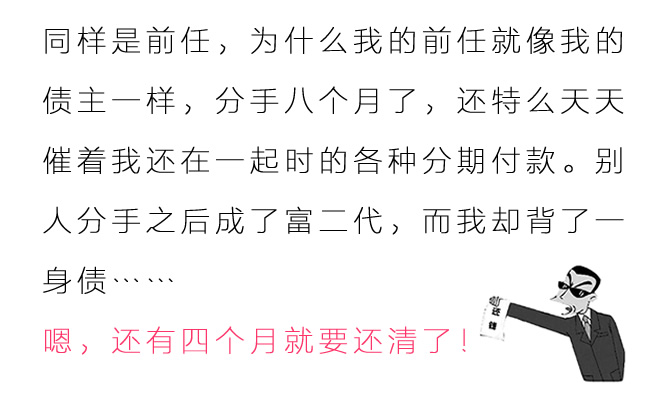 同样是前任，为什么我的前任就像我的
债主一样，分手八个月了，还特么天天
催着我还在一起时的各种分期付款。别
人分手之后成了富二代，而我却背了一
身债……
还钱
嗯，还有四个月就要还清了！